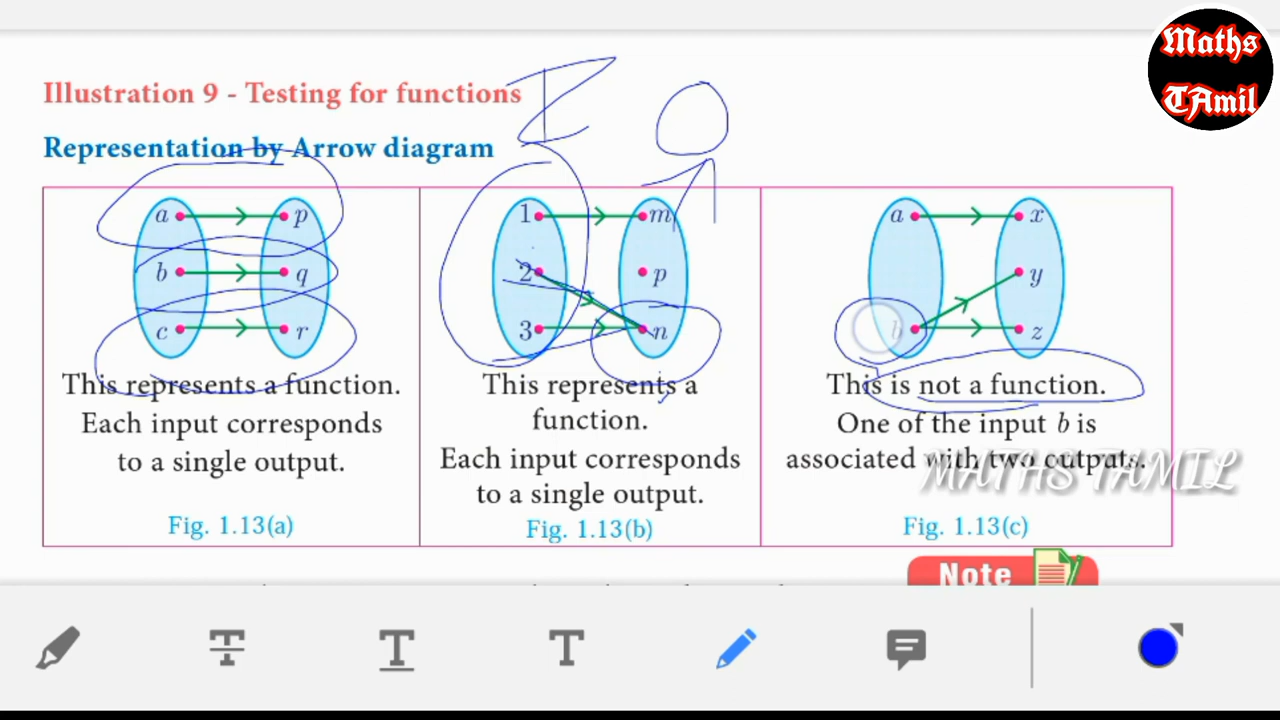 Maths
TAmil
Illustration 9 - Testing for functions
Representation by Arrow diagram
a p
b q
c r
This represents a function.
Each input corresponds
to a single output.
Fig. 1.13(a)
1 m
2 p
3 n
This represents a
function.
Each input corresponds
to a single output.
Fig. 1.13(b)
a x
y
b z
This is not a function.
One of the input b is
associated with two outputs.
MATHS TAMIL
Fig. 1.13(c)
Note
T
T
T